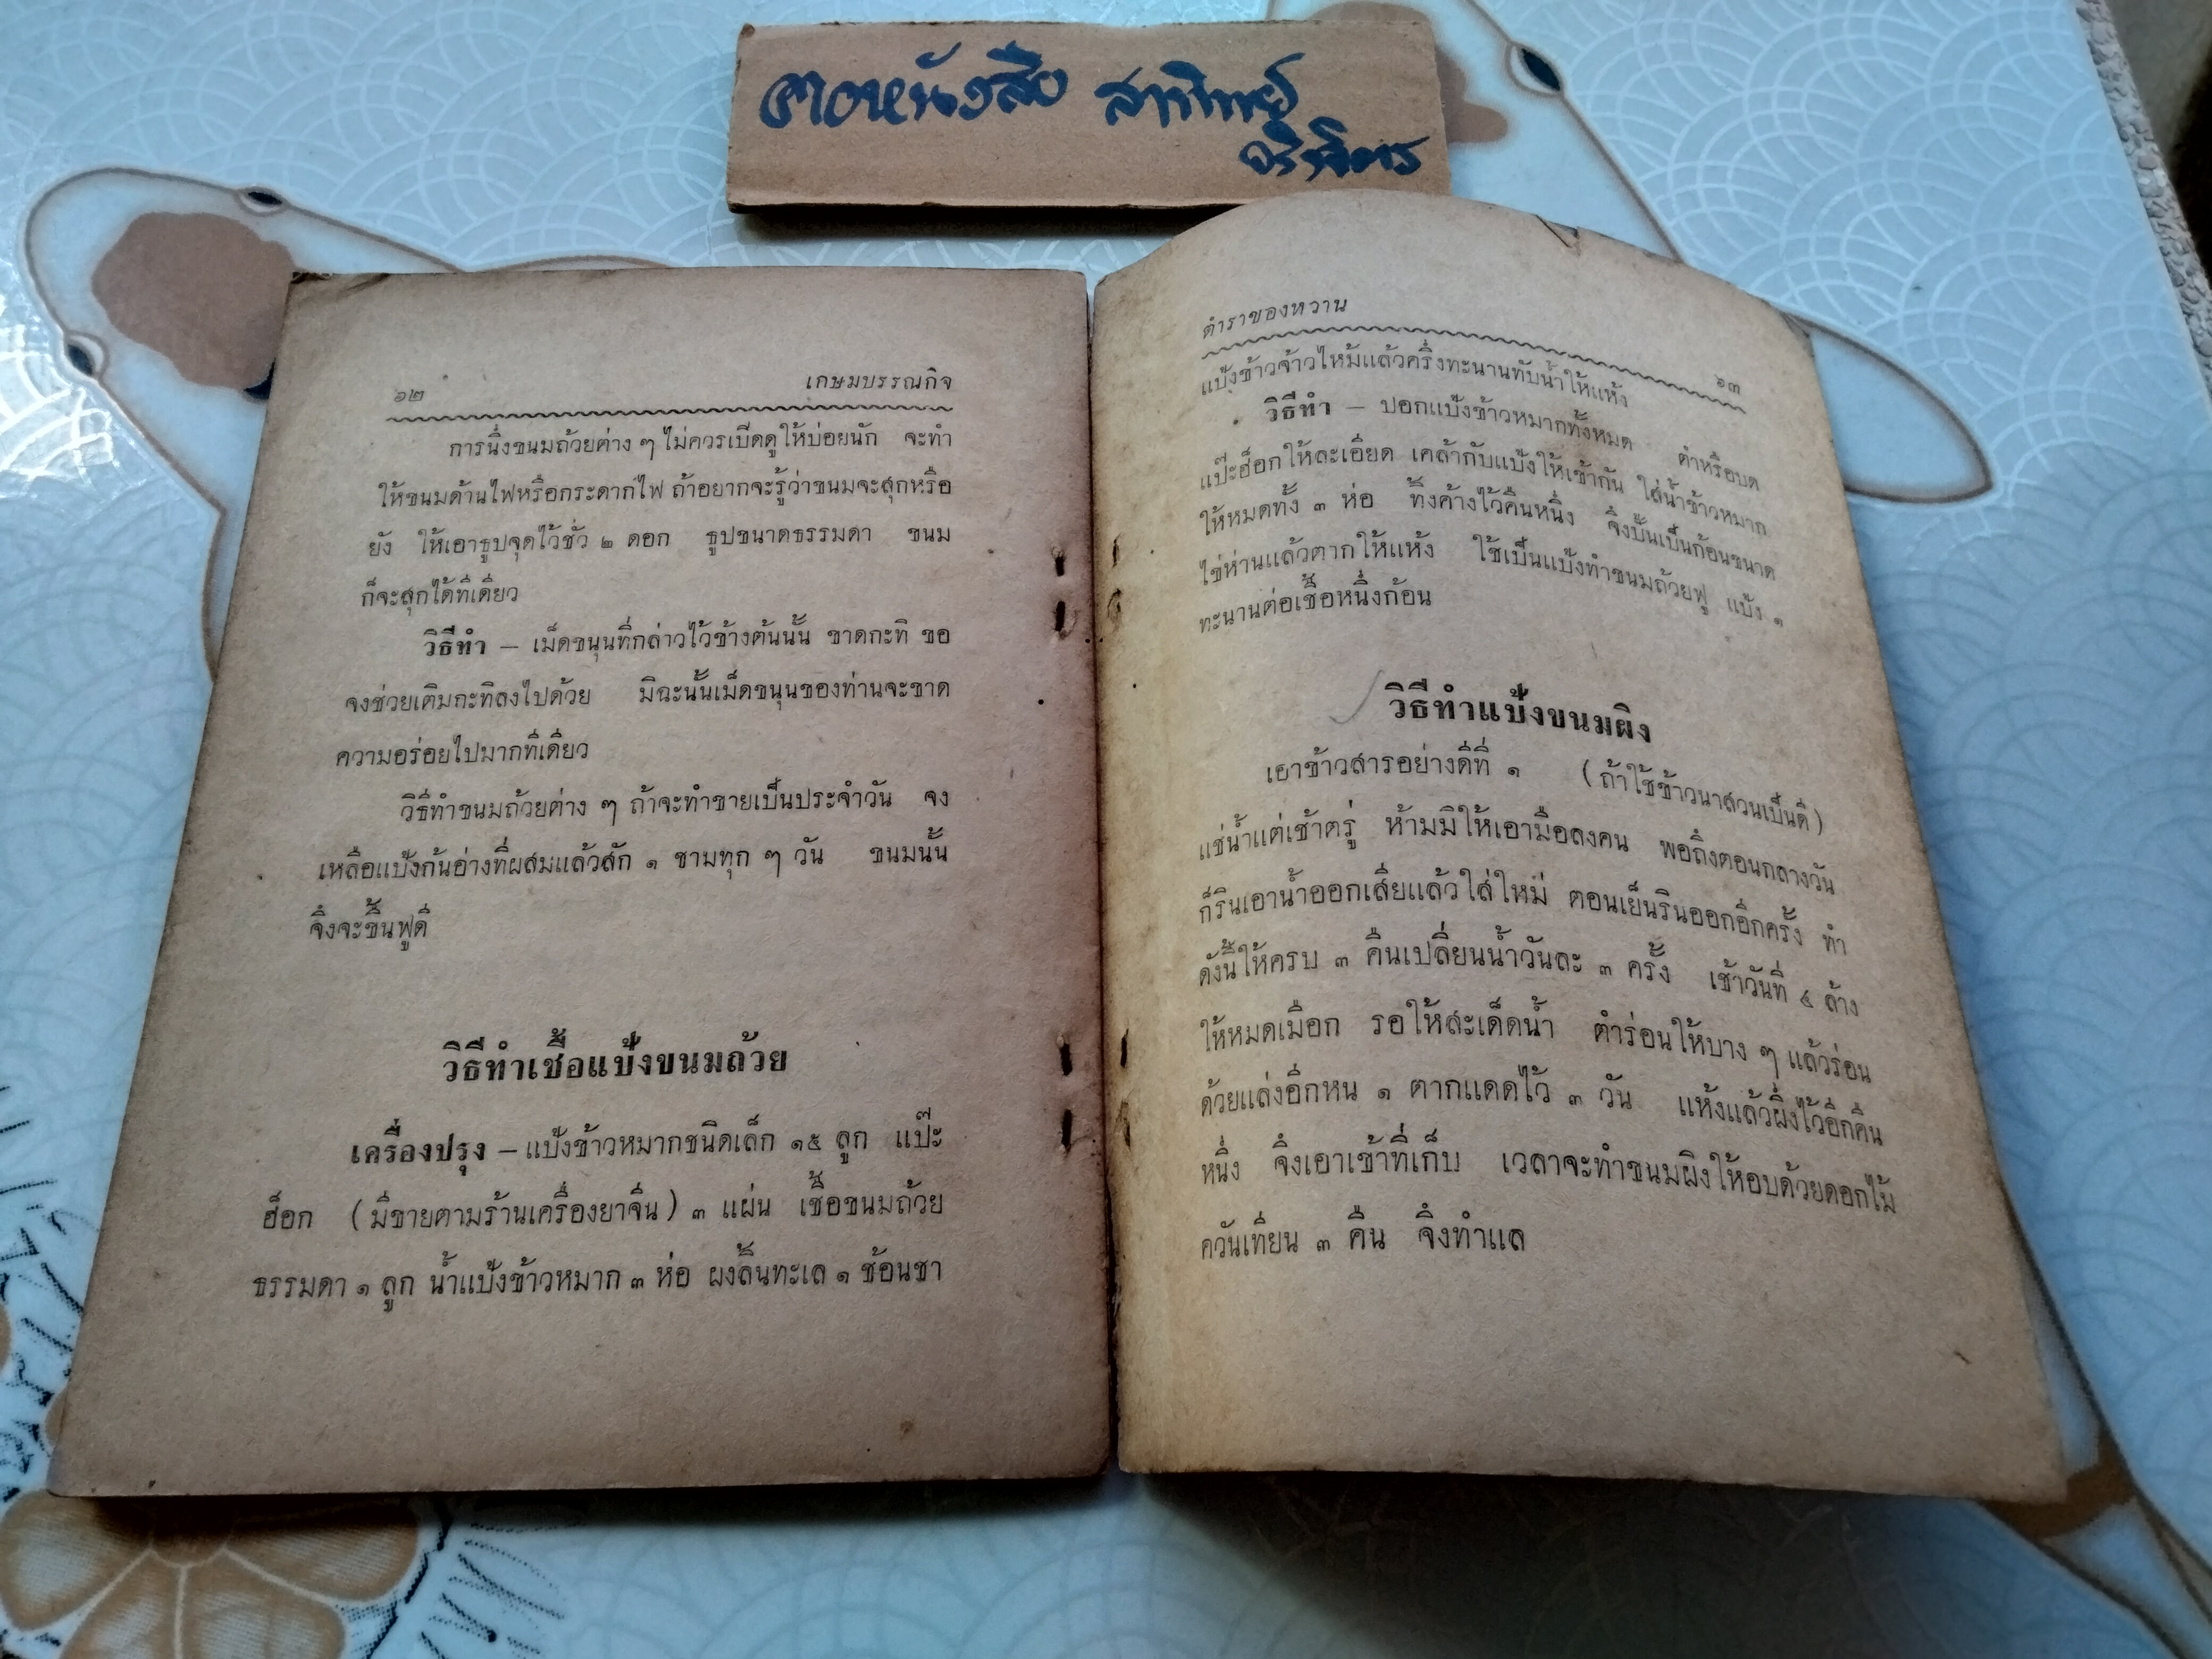 ๖๒ เกษมบรรณกิจ
การนึ่งขนมถ้วยต่าง ๆ ไม่ควรเปิดดูให้บ่อยนัก จะทำ
ให้ขนมด้านไฟหรือกระดากไฟ ถ้าอยากจะรู้ว่าขนมจะสุกหรือ
ยัง ให้เอาธูปจุดไว้ชั่ว ๒ ดอก ธูปขนาดธรรมดา ขนม
ก็จะสุกได้ทีเดียว
วิธีทำ – เม็ดขนุนที่กล่าวไว้ข้างต้นนั้น ขาดกะทิ ขอ
จงช่วยเติมกะทิลงไปด้วย มิฉะนั้นเม็ดขนุนของท่านจะขาด
ความอร่อยไปมากทีเดียว
วิธีทำขนมถ้วยต่าง ๆ ถ้าจะทำขายเป็นประจำวัน จง
เหลือแป้งก้นอ่างที่ผสมแล้วสัก ๑ ชามทุก ๆ วัน ขนมนั้น
จึงจะขึ้นฟูดี
วิธีทำเชื้อแป้งขนมถ้วย
เครื่องปรุง – แป้งข้าวหมากชนิดเล็ก ๑๕ ลูก แป๊ะ
ฮ็อก (มีขายตามร้านเครื่องยาจีน) ๓ แผ่น เชื้อขนมถ้วย
ธรรมดา ๑ ลูก น้ำแป้งข้าวหมาก ๓ ห่อ ผงลิ้นทะเล ๑ ช้อนชา
ตำราของหวาน ๖๓
แป้งข้าวจ้าวไหม้แล้วครึ่งทะนานทับน้ำให้แห้ง
วิธีทำ – ปอกแป้งข้าวหมากทั้งหมด ตำหรือบด
แป๊ะฮ็อกให้ละเอียด เคล้ากับแป้งให้เข้ากัน ใส่น้ำข้าวหมาก
ให้หมดทั้ง ๓ ห่อ ทิ้งค้างไว้คืนหนึ่ง จึงปั้นเป็นก้อนขนาด
ไข่ห่านแล้วตากให้แห้ง ใช้เป็นแป้งทำขนมถ้วยฟู แป้ง ๑
ทะนานต่อเชื้อหนึ่งก้อน
วิธีทำแป้งขนมผิง
เอาข้าวสารอย่างดีที่ ๑ (ถ้าใช้ข้าวนาสวนเป็นดี)
แช่น้ำแต่เช้าตรู่ ห้ามมิให้เอามือลงคน พอถึงตอนกลางวัน
ก็รินเอาน้ำออกเสียแล้วใส่ใหม่ ตอนเย็นรินออกอีกครั้ง ทำ
ดังนี้ให้ครบ ๓ คืนเปลี่ยนน้ำวันละ ๓ ครั้ง เช้าวันที่ ๔ ล้าง
ให้หมดเมือก รอให้สะเด็ดน้ำ ตำร่อนให้บาง ๆ แล้วร่อน
ด้วยแล่งอีกหน ๑ ตากแดดไว้ ๓ วัน แห้งแล้วผึ่งไว้อีกคืน
หนึ่ง จึงเอาเข้าที่เก็บ เวลาจะทำขนมผิงให้อบด้วยดอกไม้
ควันเทียน ๓ คืน จึงทำแล